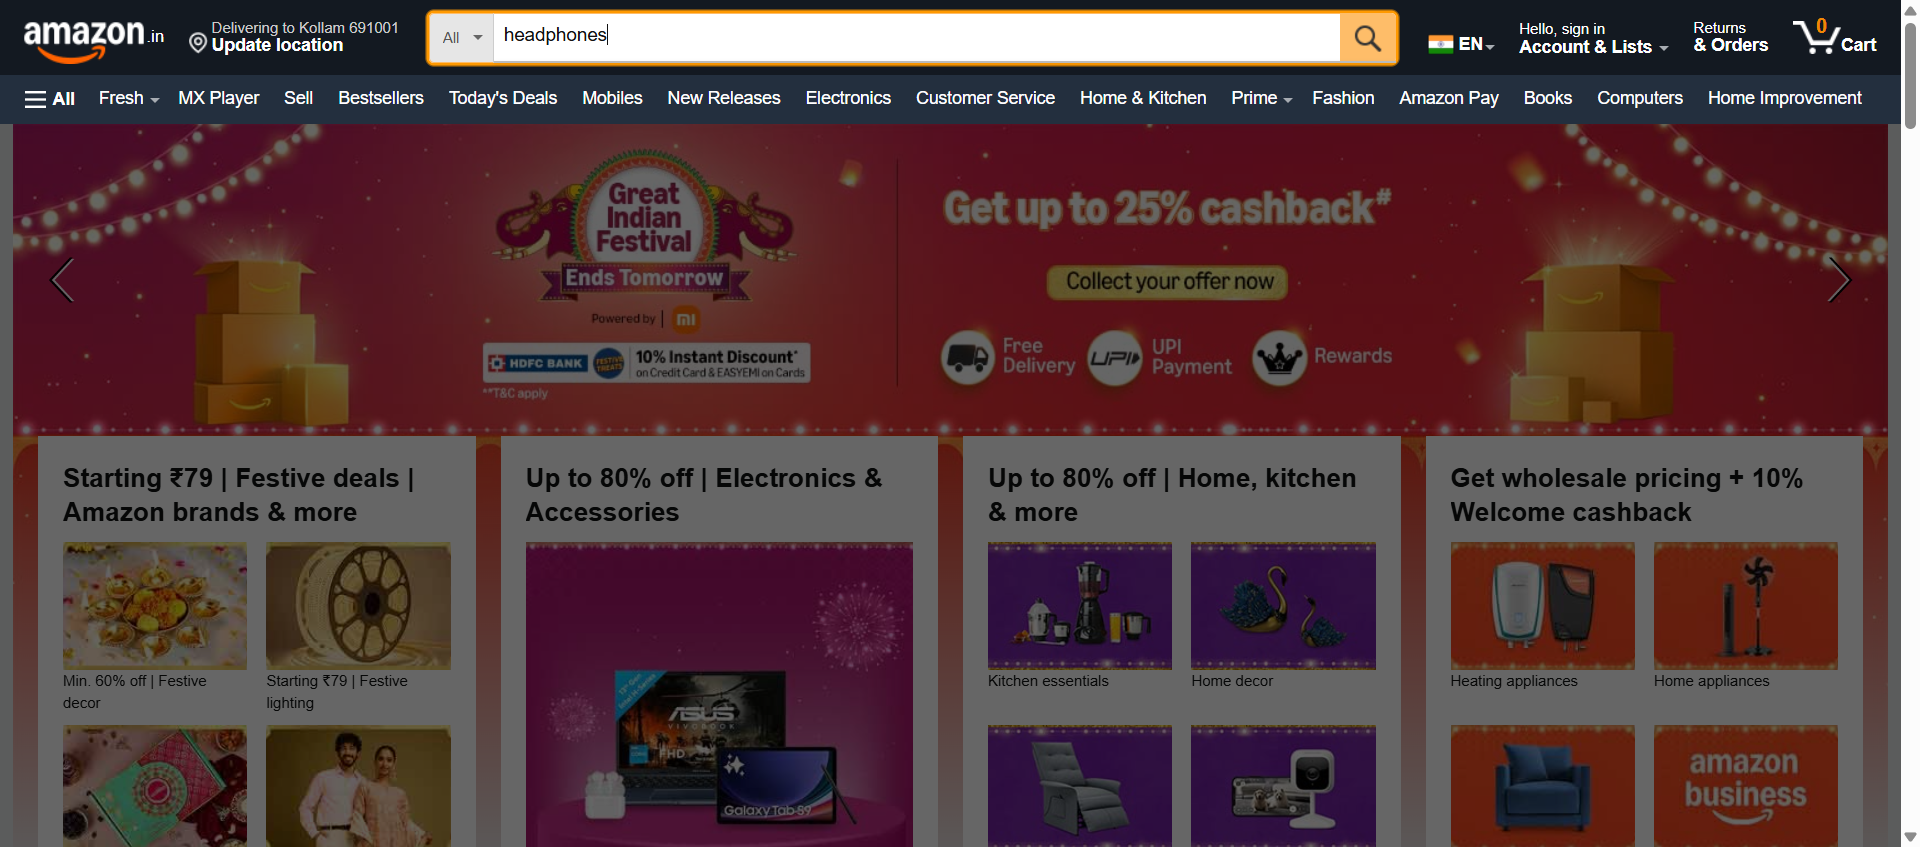 amazon.in
Delivering to Kollam 691001
Update location
All
headphones
EN
Hello, sign in
Account & Lists
Returns
& Orders
0
Cart
All
Fresh
MX Player
Sell
Bestsellers
Today's Deals
Mobiles
New Releases
Electronics
Customer Service
Home & Kitchen
Prime
Fashion
Amazon Pay
Books
Computers
Home Improvement
Great
Indian
Festival
Ends Tomorrow
Powered by
mi
HDFC BANK
FESTIVE
TREATS
10% Instant Discount*
on Credit Card & EASYEMI on Cards
**T&C apply
Get up to 25% cashback#
Collect your offer now
Free
Delivery
UPI
UPI
Payment
Rewards
Starting ₹79 | Festive deals |
Amazon brands & more
Min. 60% off | Festive
decor
Starting ₹79 | Festive
lighting
Up to 80% off | Electronics &
Accessories
ASUS
VIVOBOOK
FHD
Galaxy Tab S9
Up to 80% off | Home, kitchen
& more
Kitchen essentials
Home decor
Get wholesale pricing + 10%
Welcome cashback
Heating appliances
Home appliances
amazon
business